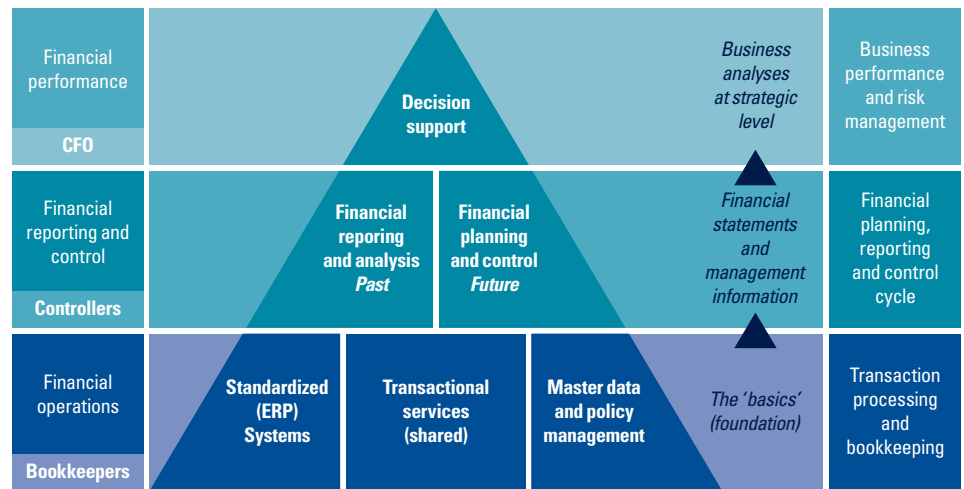 Financial
performance
CFO
Decision
support
Business
analyses
at strategic
level
Business
performance
and risk
management
Financial
reporting and
control
Controllers
Financial
reporing
and analysis
Past
Financial
planning
and control
Future
Financial
statements
and
management
information
Financial
planning,
reporting
and control
cycle
Financial
operations
Bookkeepers
Standardized
(ERP)
Systems
Transactional
services
(shared)
Master data
and policy
management
The ‘basics’
(foundation)
Transaction
processing
and
bookkeeping